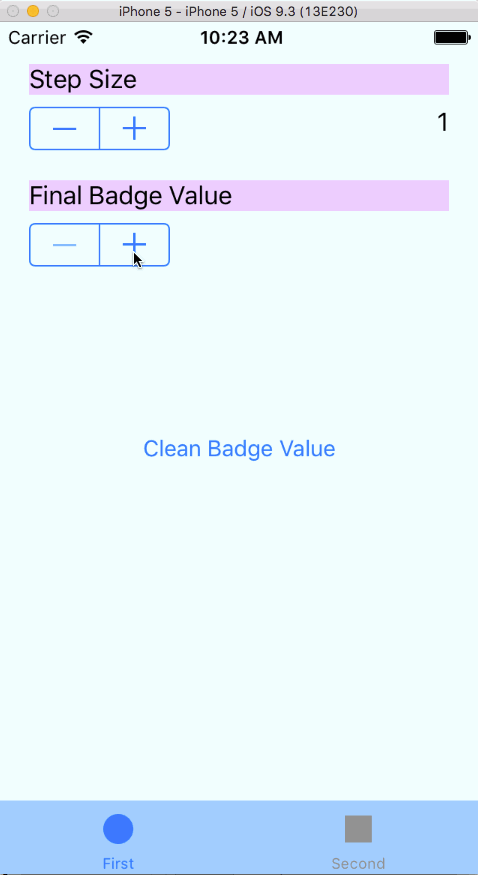 iPhone 5 - iPhone 5 / iOS 9.3 (13E230)
Carrier 10:23 AM
Step Size
1
Final Badge Value
Clean Badge Value
First Second